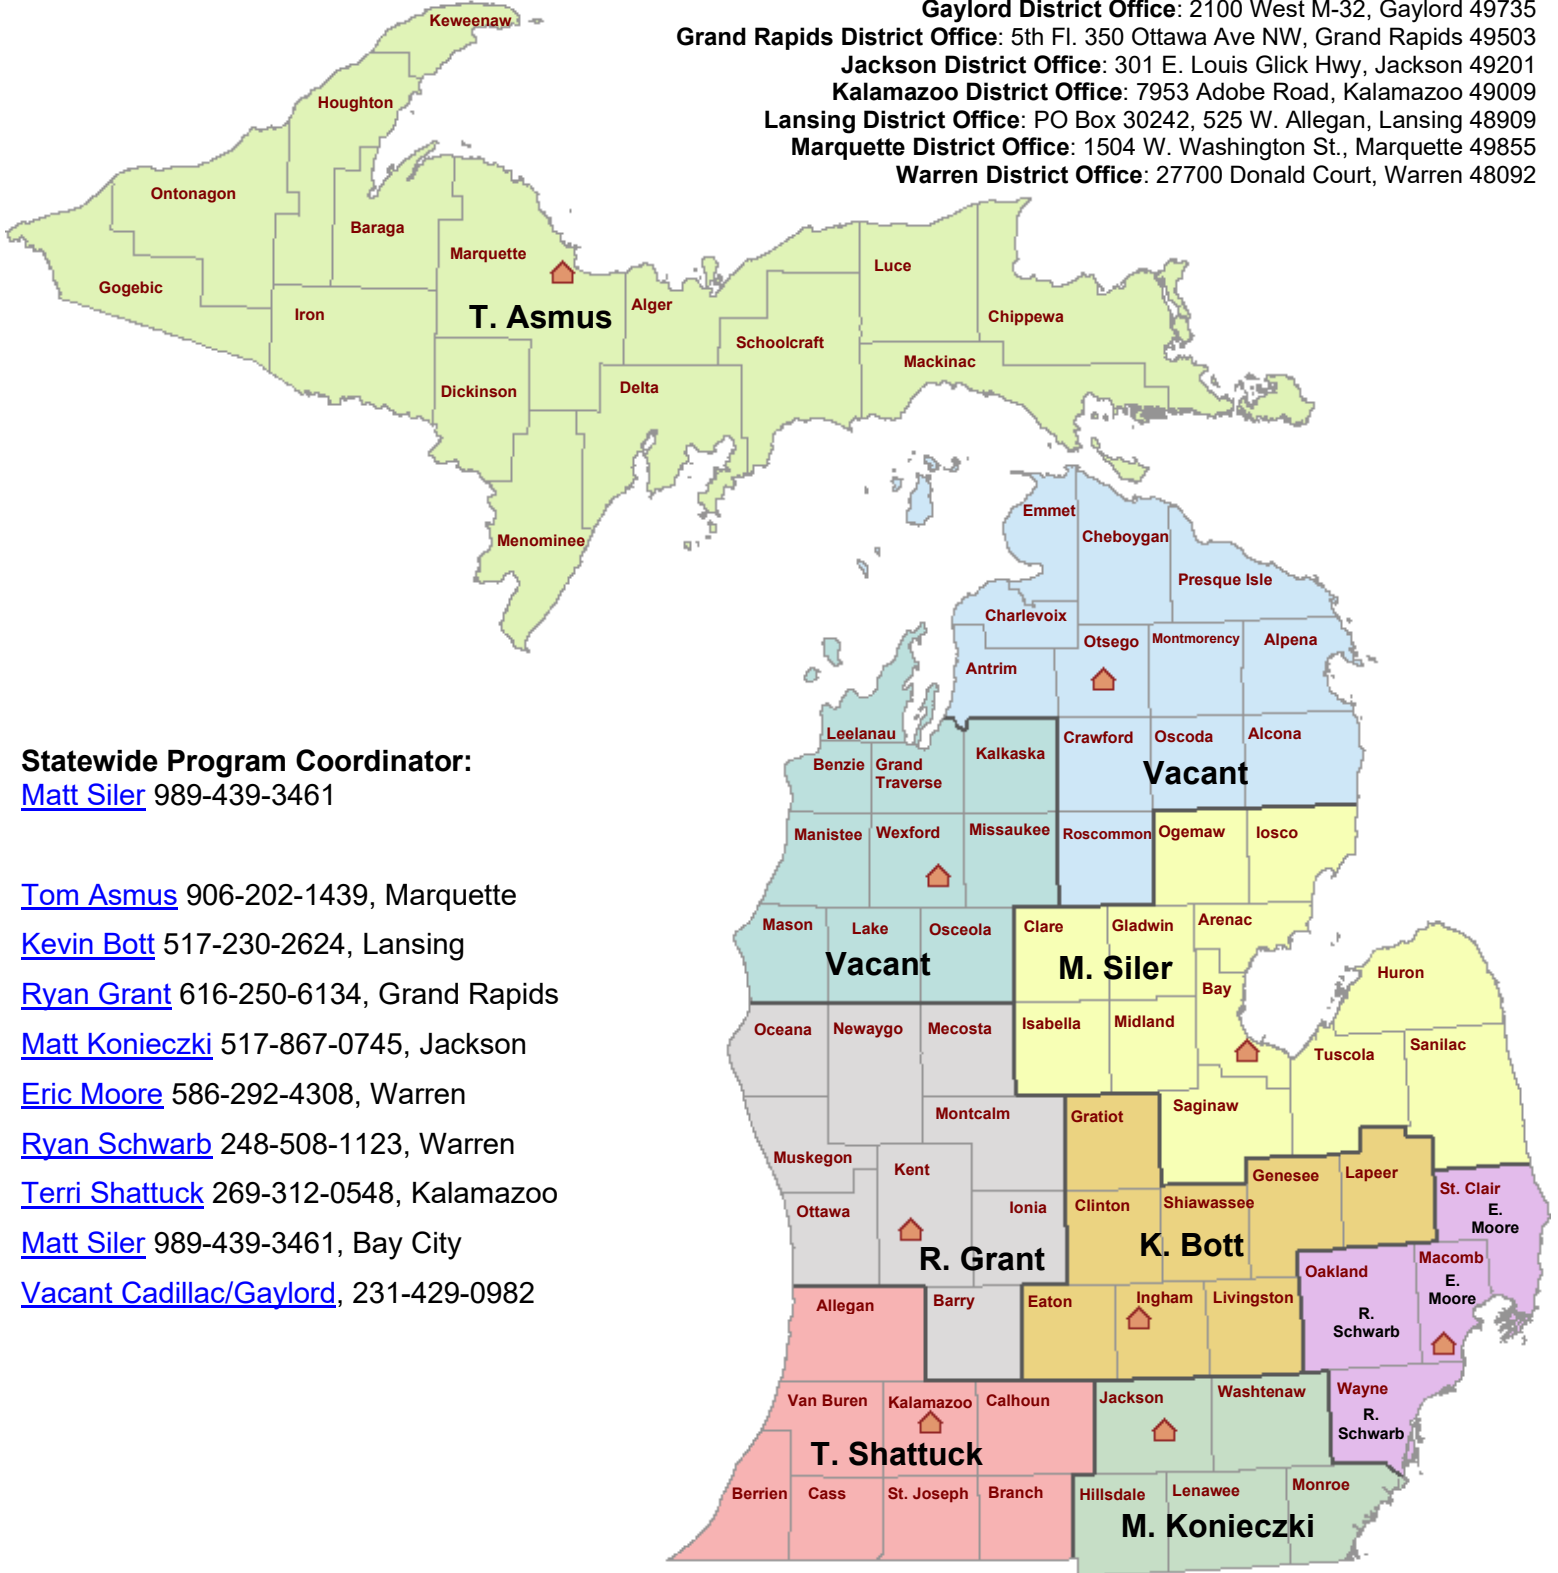 Gaylord District Office: 2100 West M-32, Gaylord 49735
Grand Rapids District Office: 5th Fl. 350 Ottawa Ave NW, Grand Rapids 49503
Jackson District Office: 301 E. Louis Glick Hwy, Jackson 49201
Kalamazoo District Office: 7953 Adobe Road, Kalamazoo 49009
Lansing District Office: PO Box 30242, 525 W. Allegan, Lansing 48909
Marquette District Office: 1504 W. Washington St., Marquette 49855
Warren District Office: 27700 Donald Court, Warren 48092
Keweenaw
Houghton
Ontonagon
Baraga
Marquette
Gogebic
Iron
T. Asmus
Alger
Luce
Chippewa
Schoolcraft
Mackinac
Dickinson
Delta
Menominee
Emmet
Cheboygan
Presque Isle
Charlevoix
Otsego
Montmorency
Alpena
Antrim
Leelanau
Benzie
Grand
Traverse
Kalkaska
Crawford
Oscoda
Alcona
Vacant
Manistee
Wexford
Missaukee
Roscommon
Ogemaw
Iosco
Mason
Lake
Osceola
Vacant
Clare
Gladwin
Arenac
M. Siler
Bay
Huron
Isabella
Midland
Tuscola
Sanilac
Saginaw
Oceana
Newaygo
Mecosta
Montcalm
Muskegon
Kent
Ottawa
Ionia
R. Grant
Barry
Gratiot
Clinton
Shiawassee
Genesee
Lapeer
K. Bott
Eaton
Ingham
Livingston
St. Clair
E.
Moore
Macomb
E.
Moore
Oakland
R.
Schwarb
Wayne
R.
Schwarb
Allegan
Van Buren
Kalamazoo
Calhoun
T. Shattuck
Berrien
Cass
St. Joseph
Branch
Jackson
Washtenaw
Hillsdale
Lenawee
Monroe
M. Konieczki
Statewide Program Coordinator:
Matt Siler 989-439-3461
Tom Asmus 906-202-1439, Marquette
Kevin Bott 517-230-2624, Lansing
Ryan Grant 616-250-6134, Grand Rapids
Matt Konieczki 517-867-0745, Jackson
Eric Moore 586-292-4308, Warren
Ryan Schwarb 248-508-1123, Warren
Terri Shattuck 269-312-0548, Kalamazoo
Matt Siler 989-439-3461, Bay City
Vacant Cadillac/Gaylord, 231-429-0982